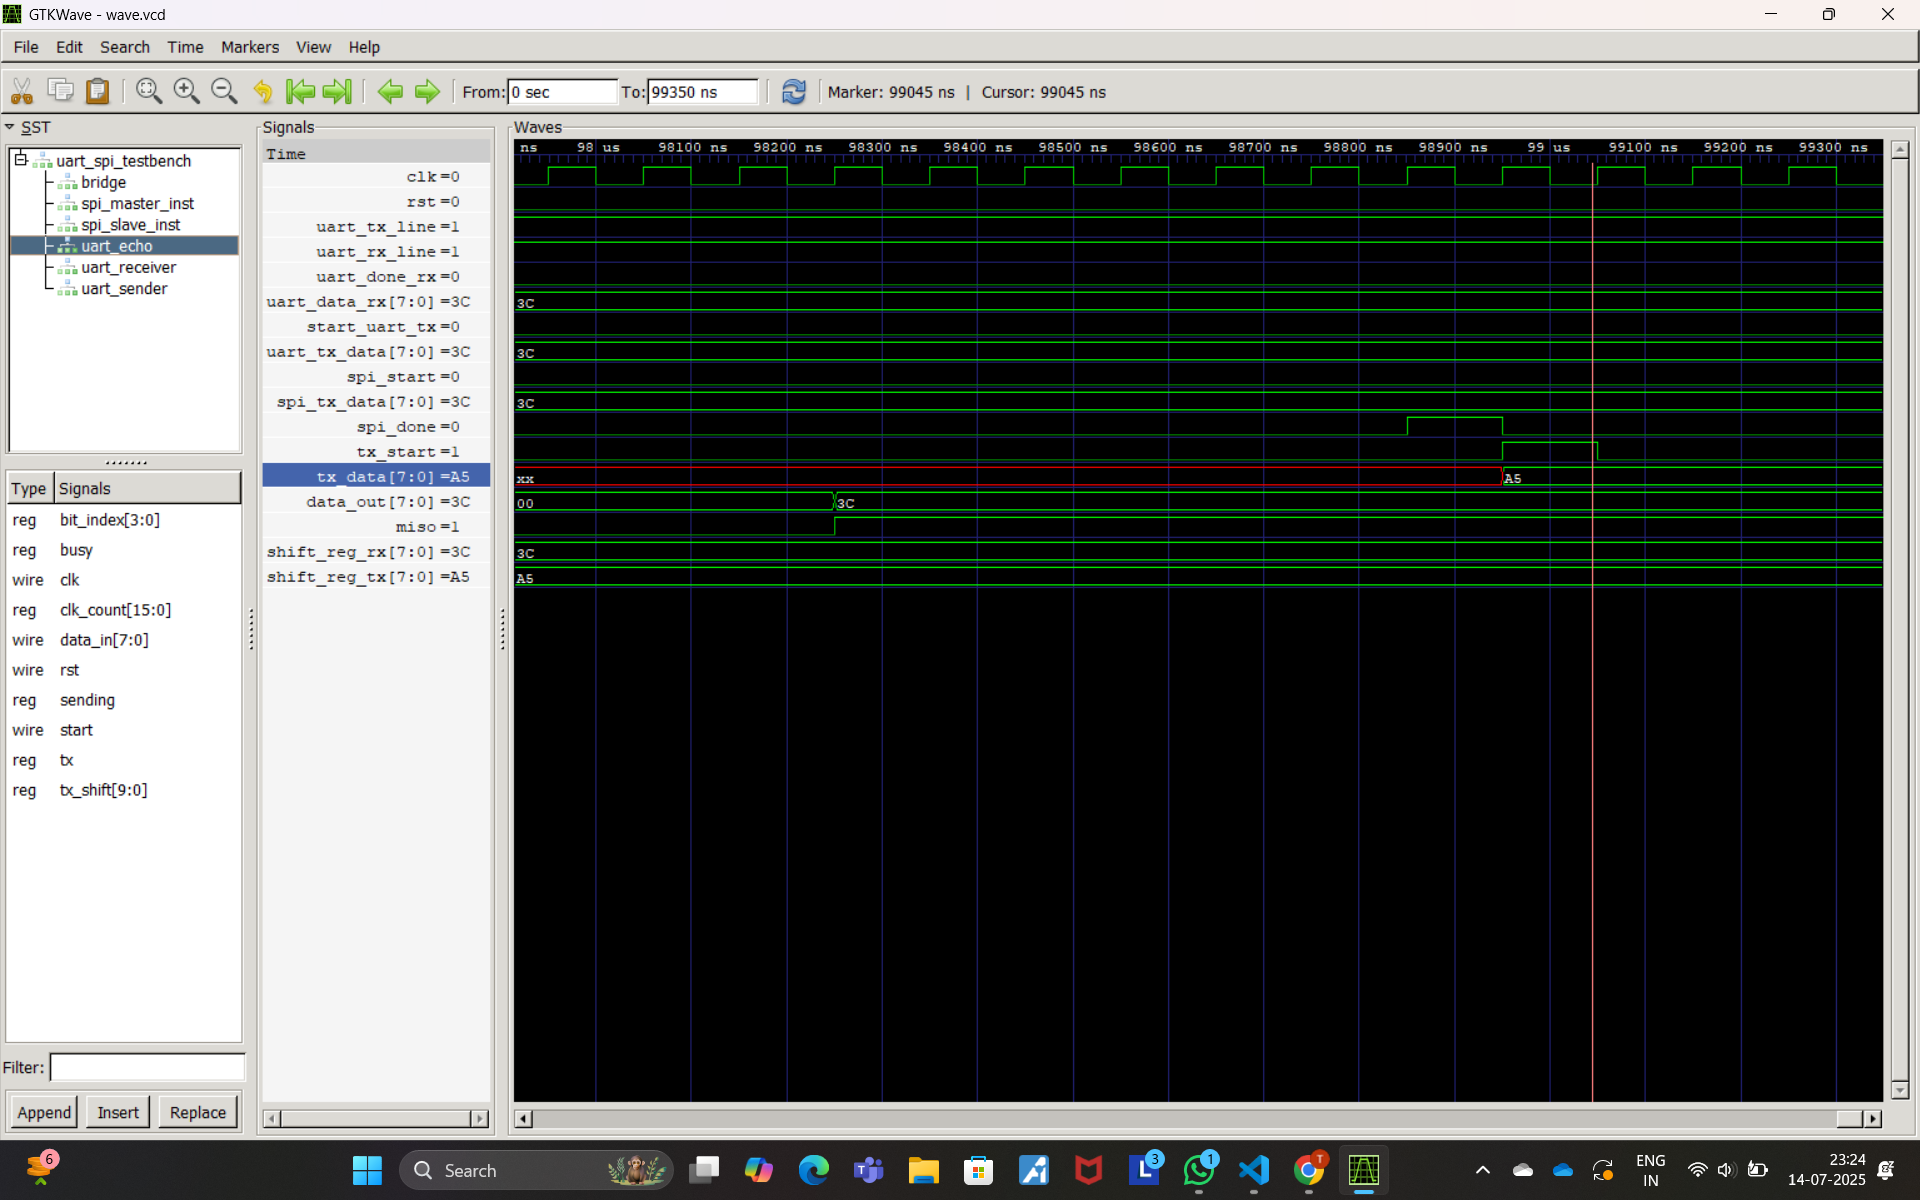 GTKWave - wave.vcd
File Edit Search Time Markers View Help
From: 0 sec To: 99350 ns Marker: 99045 ns | Cursor: 99045 ns
SST
uart_spi_testbench
bridge
spi_master_inst
spi_slave_inst
uart_echo
uart_receiver
uart_sender
Type Signals
reg bit_index[3:0]
reg busy
wire clk
reg clk_count[15:0]
wire data_in[7:0]
wire rst
reg sending
wire start
reg tx
reg tx_shift[9:0]
Filter:
Append Insert Replace
Signals
Time
clk=0
rst=0
uart_tx_line=1
uart_rx_line=1
uart_done_rx=0
uart_data_rx[7:0]=3C
start_uart_tx=0
uart_tx_data[7:0]=3C
spi_start=0
spi_tx_data[7:0]=3C
spi_done=0
tx_start=1
tx_data[7:0]=A5
data_out[7:0]=3C
miso=1
shift_reg_rx[7:0]=3C
shift_reg_tx[7:0]=A5
Waves
ns 98 us 98100 ns 98200 ns 98300 ns 98400 ns 98500 ns 98600 ns 98700 ns 98800 ns 98900 ns 99 us 99100 ns 99200 ns 99300 ns
3C
3C
3C
xx A5
00 3C
3C
A5
6
Search
3
1
T
ENG
IN
23:24
14-07-2025